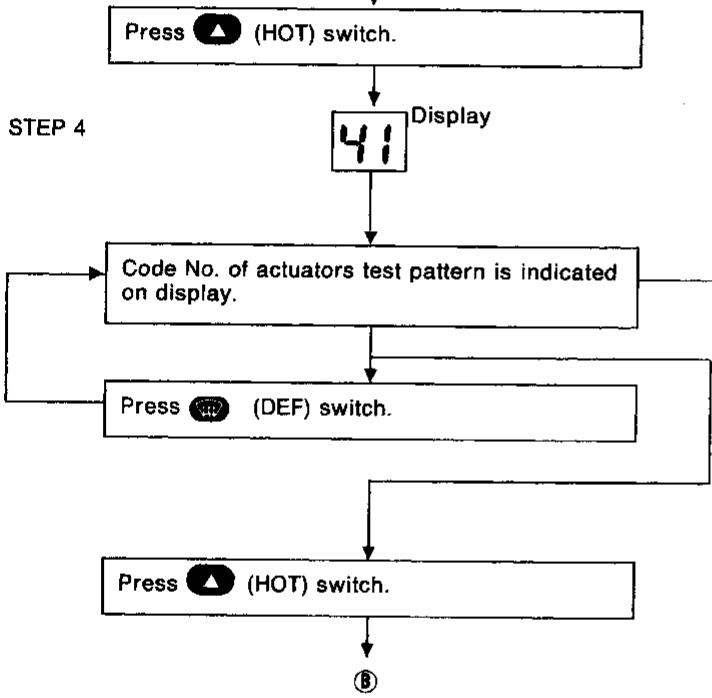 Press (HOT) switch.
STEP 4
Display
41
Code No. of actuators test pattern is indicated
on display.
Press (DEF) switch.
Press (HOT) switch.
B